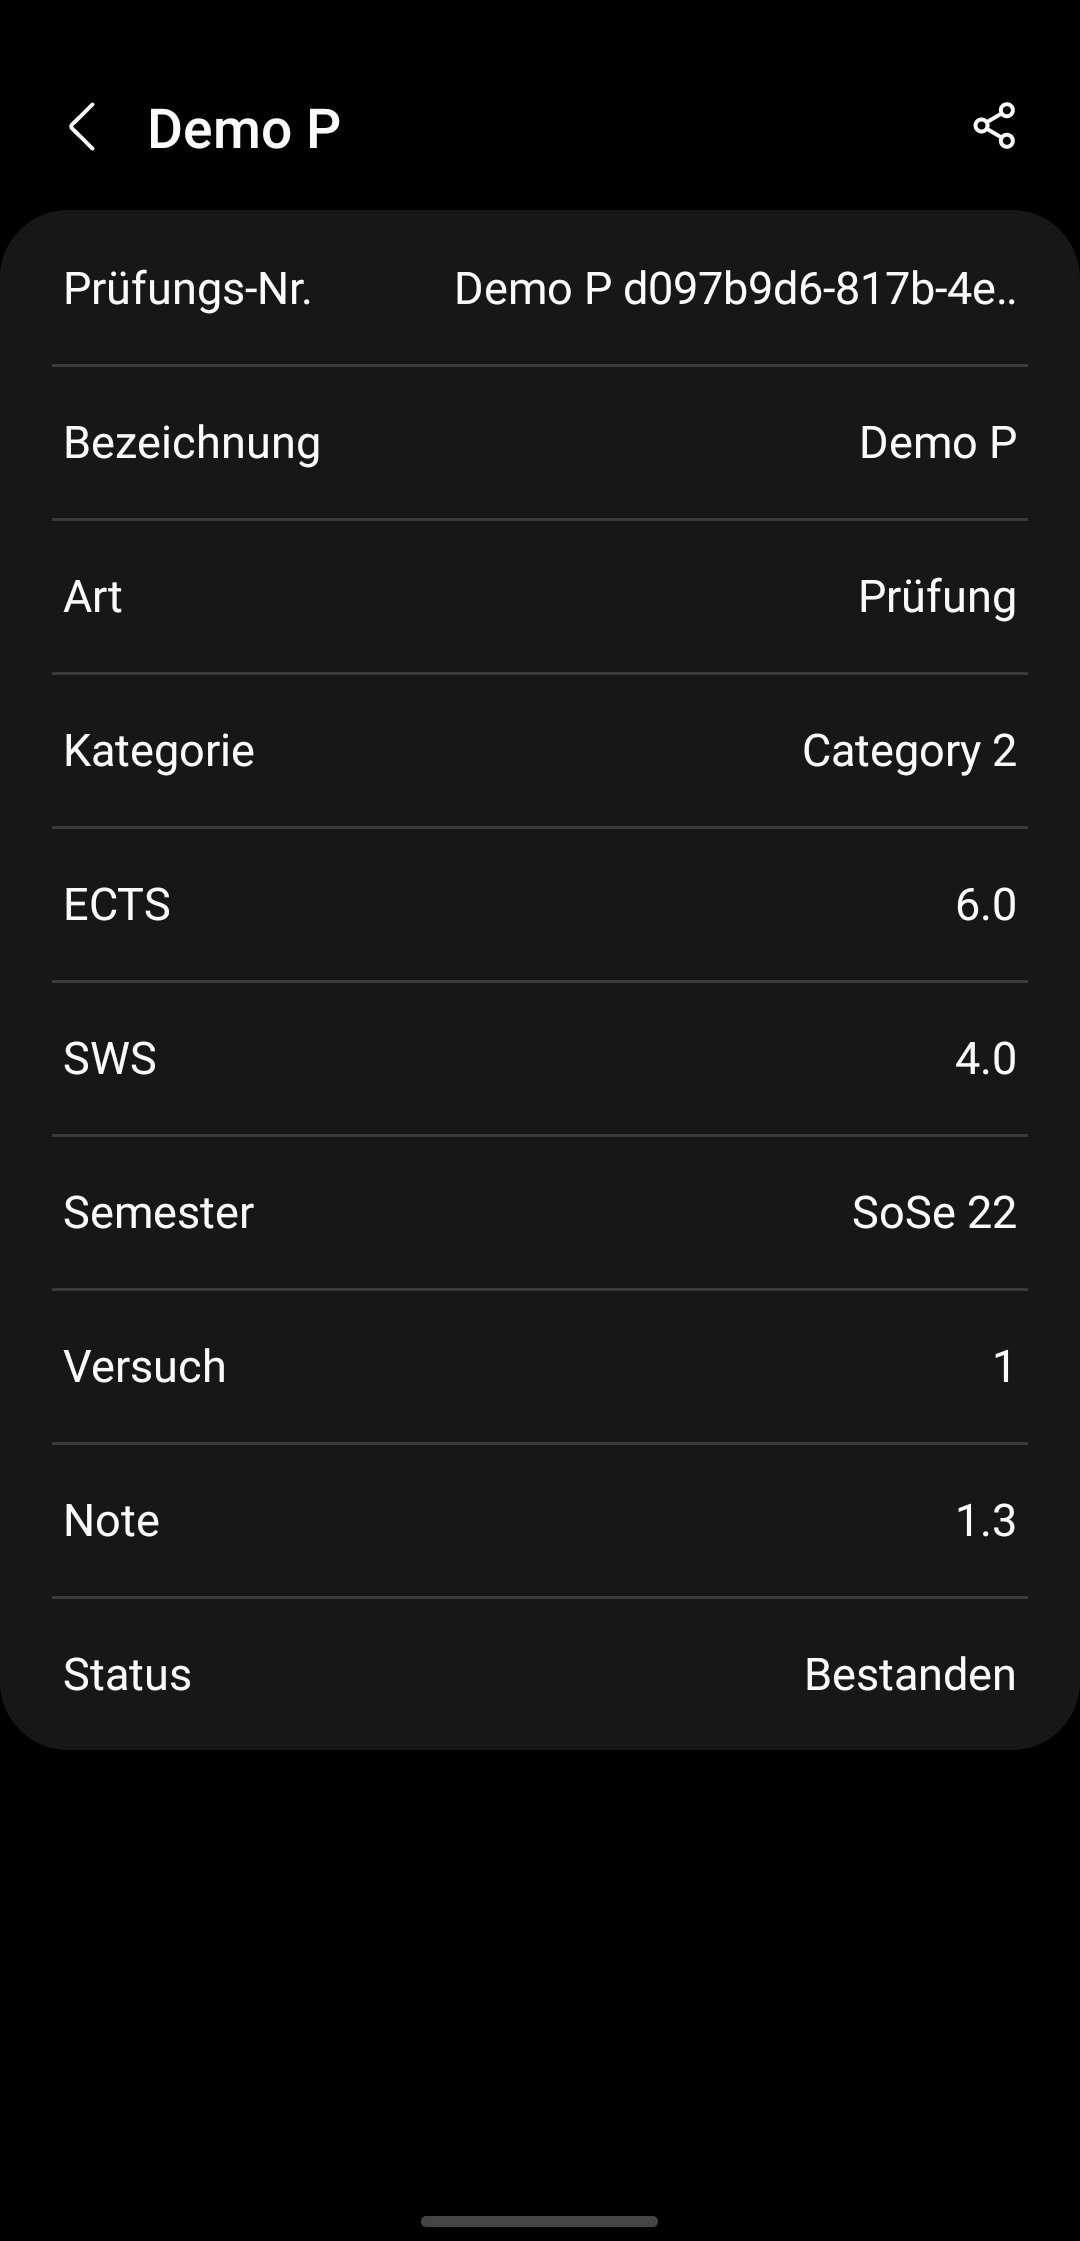 Demo P
Prüfungs-Nr. Demo P d097b9d6-817b-4e..
Bezeichnung Demo P
Art Prüfung
Kategorie Category 2
ECTS 6.0
SWS 4.0
Semester SoSe 22
Versuch 1
Note 1.3
Status Bestanden